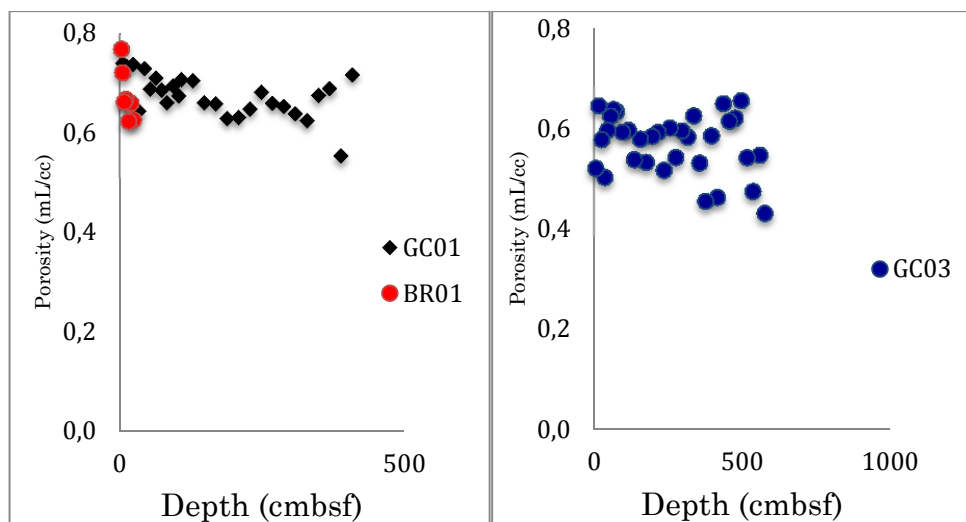 0,8
0,6
0,4
0,2
0,0
Porosity (mL/cc)
0
500
Depth (cmbsf)
GC01
BR01
0,8
0,6
0,4
0,2
0,0
Porosity (mL/cc)
0
500
1000
Depth (cmbsf)
GC03